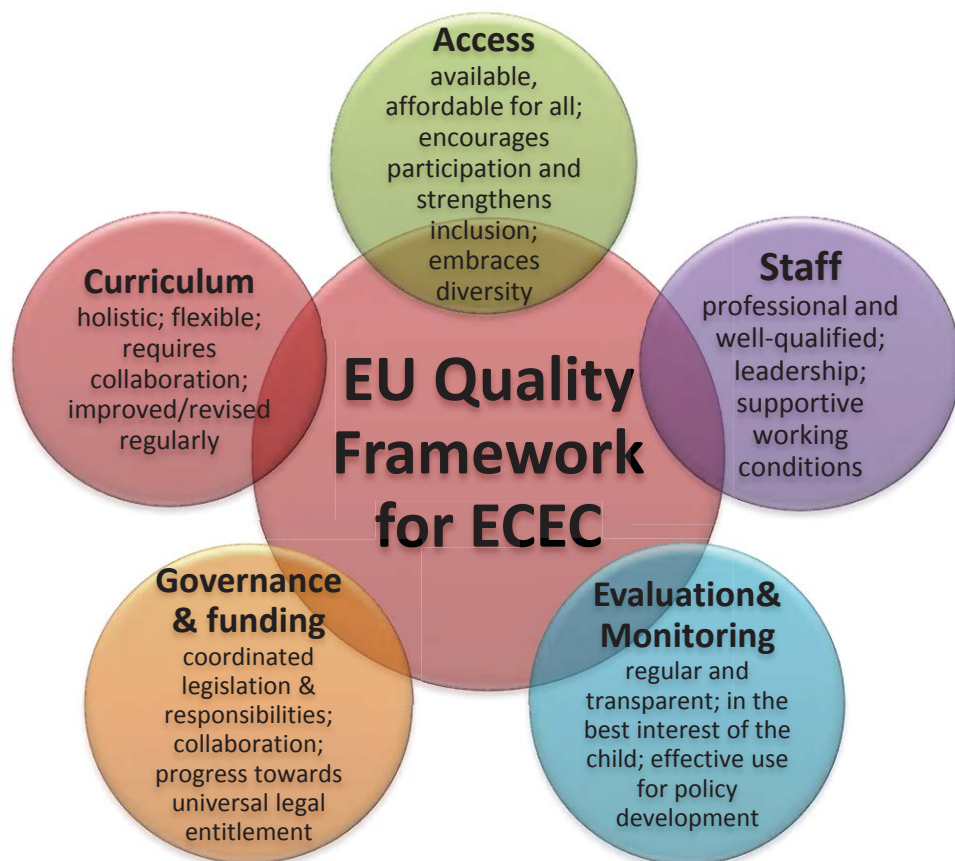 Access
available,
affordable for all;
encourages
participation and
strengthens
inclusion;
embraces
diversity
Curriculum
holistic; flexible;
requires
collaboration;
improved/revised
regularly
EU Quality
Framework
for ECEC
Staff
professional and
well-qualified;
leadership;
supportive
working
conditions
Governance
& funding
coordinated
legislation &
responsibilities;
collaboration;
progress towards
universal legal
entitlement
Evaluation&
Monitoring
regular and
transparent; in the
best interest of the
child; effective use
for policy
development